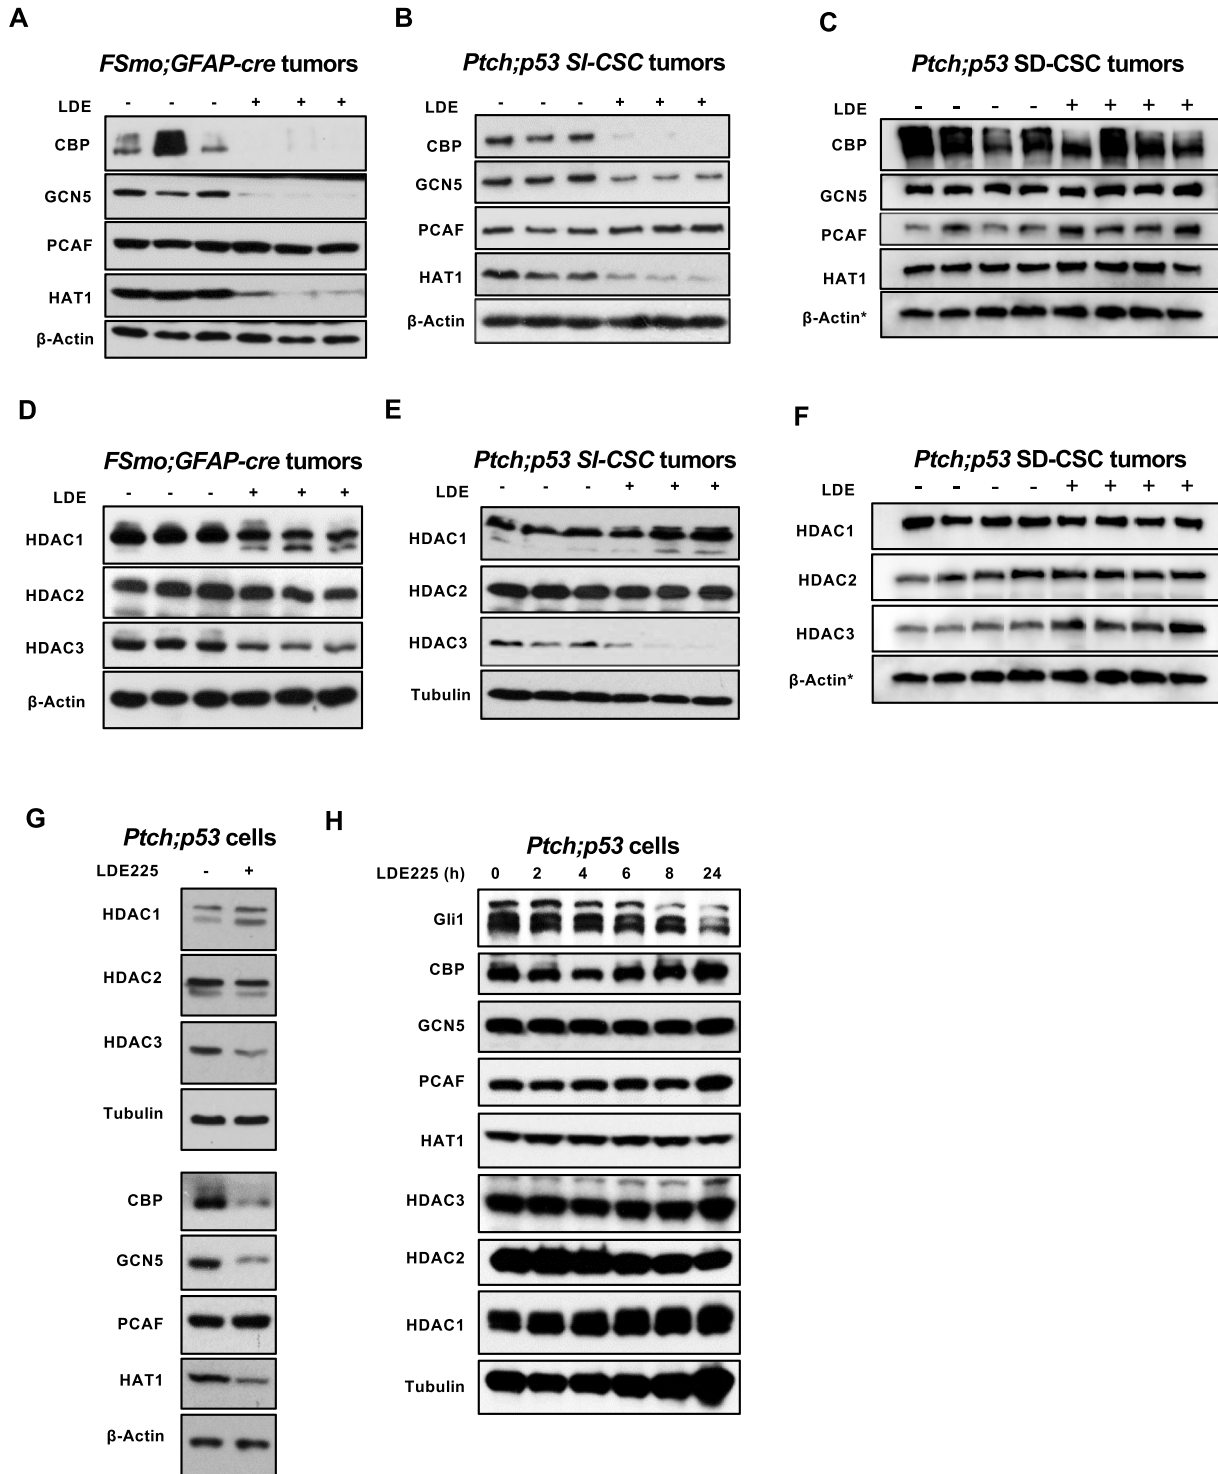 A
FSmo;GFAP-cre tumors
LDE - - - + + +
CBP
GCN5
PCAF
HAT1
β-Actin
B
Ptch;p53 SI-CSC tumors
LDE - - - + + +
CBP
GCN5
PCAF
HAT1
β-Actin
C
Ptch;p53 SD-CSC tumors
LDE - - - - + + + +
CBP
GCN5
PCAF
HAT1
β-Actin*
D
FSmo;GFAP-cre tumors
LDE - - - + + +
HDAC1
HDAC2
HDAC3
β-Actin
E
Ptch;p53 SI-CSC tumors
LDE - - - + + +
HDAC1
HDAC2
HDAC3
Tubulin
F
Ptch;p53 SD-CSC tumors
LDE - - - - + + + +
HDAC1
HDAC2
HDAC3
β-Actin*
G
Ptch;p53 cells
LDE225 - +
HDAC1
HDAC2
HDAC3
Tubulin
CBP
GCN5
PCAF
HAT1
β-Actin
H
Ptch;p53 cells
LDE225 (h) 0 2 4 6 8 24
Gli1
CBP
GCN5
PCAF
HAT1
HDAC3
HDAC2
HDAC1
Tubulin